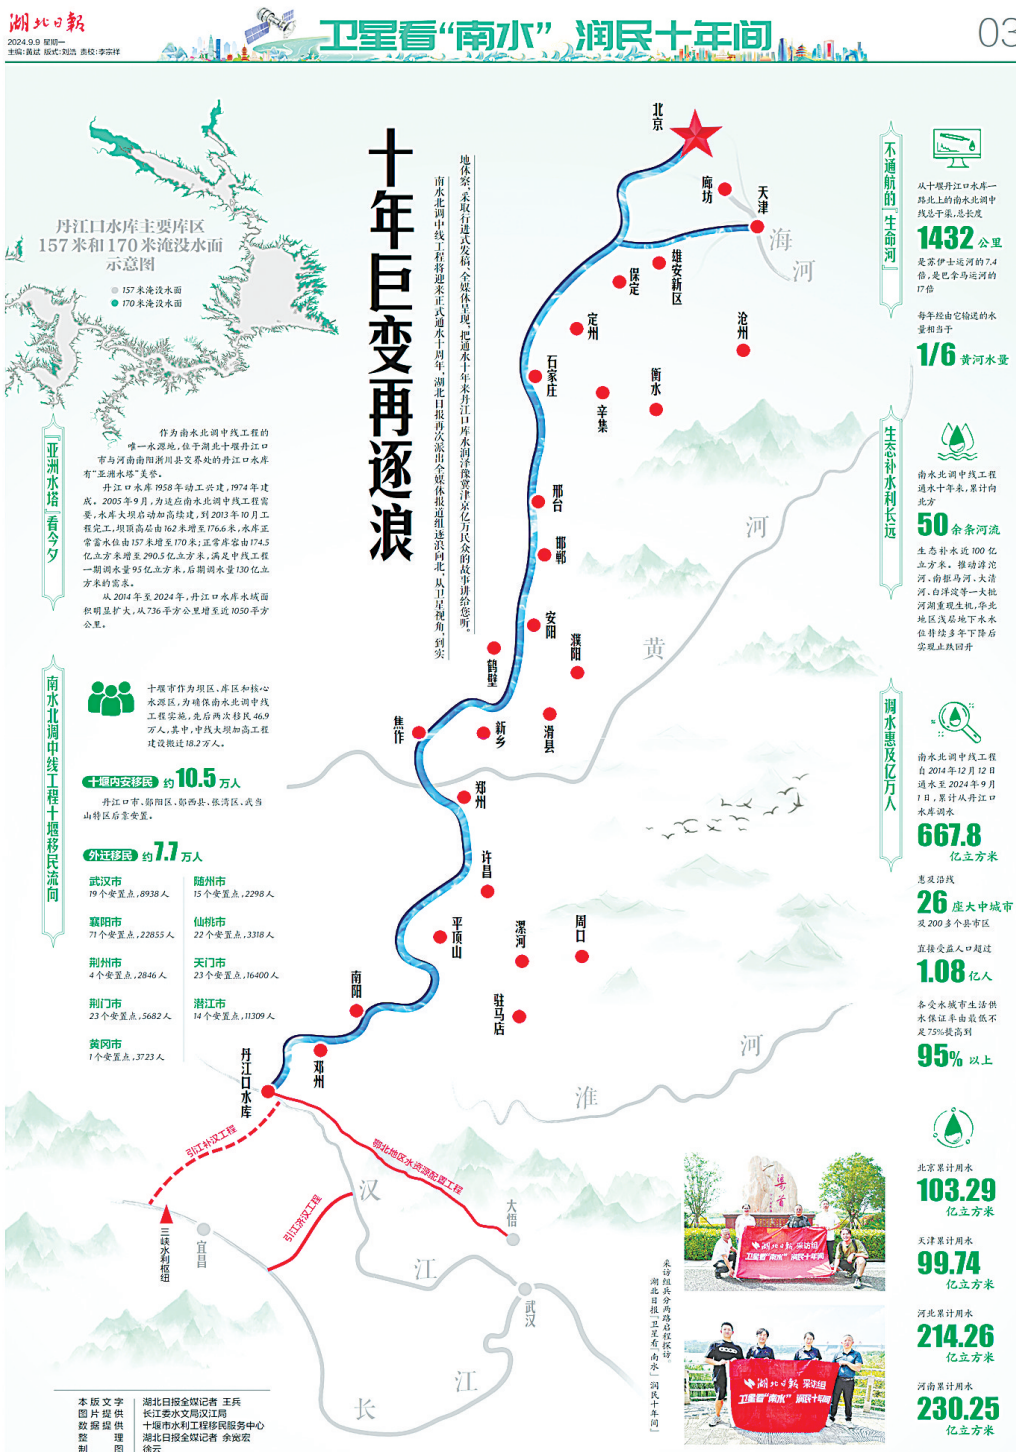 湖北日报
2024.9.9 星期一
主编:黄斌 版式:刘浩 责校:李宗祥
卫星看“南水” 润民十年间
03
丹江口水库主要库区
157米和170米淹没水面
示意图
157米淹没水面
170米淹没水面
十年巨变再逐浪
南水北调中线工程将迎来正式通水十周年，湖北日报再次派出全媒体报道组逐浪向北，从卫星视角，到实
地体察，采取行进式发稿、全媒体呈现，把通水十年来丹江口库水润泽豫冀津京亿万民众的故事讲给您听。
“亚洲水塔”看今夕
作为南水北调中线工程的
唯一水源地，位于湖北十堰丹江口
市与河南南阳淅川县交界处的丹江口水库
有“亚洲水塔”美誉。
丹江口水库1958年动工兴建，1974年建
成。2005年9月，为适应南水北调中线工程需
要，水库大坝启动加高续建，到2013年10月工
程完工，坝顶高层由162米增至176.6米，水库正
常蓄水位由157米增至170米；正常库容由174.5
亿立方米增至290.5亿立方米，满足中线工程
一期调水量95亿立方米，后期调水量130亿立
方米的需求。
从2014年至2024年，丹江口水库水域面
积明显扩大，从736平方公里增至近1050平方
公里。
南水北调中线工程十堰移民流向
十堰市作为坝区、库区和核心
水源区，为确保南水北调中线
工程实施，先后两次移民46.9
万人，其中，中线大坝加高工程
建设搬迁18.2万人。
十堰内安移民 约10.5万人
丹江口市、郧阳区、郧西县、张湾区、武当
山特区后靠安置。
外迁移民 约7.7万人
武汉市
19个安置点，8938人
襄阳市
71个安置点，22855人
荆州市
4个安置点，2846人
荆门市
23个安置点，5682人
黄冈市
1个安置点，3723人
随州市
15个安置点，2298人
仙桃市
22个安置点，3318人
天门市
23个安置点，16400人
潜江市
14个安置点，11309人
北京
廊坊
天津
海河
雄安新区
保定
定州
沧州
石家庄
衡水
辛集
邢台
邯郸
安阳
濮阳
鹤壁
滑县
新乡
焦作
黄河
郑州
许昌
平顶山
漯河
周口
驻马店
南阳
邓州
丹江口水库
淮河
引江补汉工程
鄂北地区水资源配置工程
引江济汉工程
三峡水利枢纽
宜昌
大悟
武汉
汉江
长江
不通航的“生命河”
从十堰丹江口水库一
路北上的南水北调中
线总干渠，总长度
1432公里
是苏伊士运河的7.4
倍，是巴拿马运河的
17倍
每年经由它输送的水
量相当于
1/6 黄河水量
生态补水利长远
南水北调中线工程
通水十年来，累计向
北方
50余条河流
生态补水近100亿
立方米。推动滹沱
河、南拒马河、大清
河、白洋淀等一大批
河湖重现生机，华北
地区浅层地下水水
位持续多年下降后
实现止跌回升
调水惠及亿万人
南水北调中线工程
自2014年12月12日
通水至2024年9月
1日，累计从丹江口
水库调水
667.8
亿立方米
惠及沿线
26座大中城市
及200多个县市区
直接受益人口超过
1.08亿人
各受水城市生活供
水保证率由最低不
足75%提高到
95%以上
北京累计用水
103.29
亿立方米
天津累计用水
99.74
亿立方米
河北累计用水
214.26
亿立方米
河南累计用水
230.25
亿立方米
渠首
湖北日报 采访组
卫星看“南水” 润民十年间
湖北日报 采访组
卫星看“南水” 润民十年间
湖北日报「卫星看“南水” 润民十年间」
采访组兵分两路启程探访。
本版文字 湖北日报全媒记者 王兵
图片提供 长江委水文局汉江局
数据提供 十堰市水利工程移民服务中心
整理 湖北日报全媒记者 余宽宏
制图 徐云